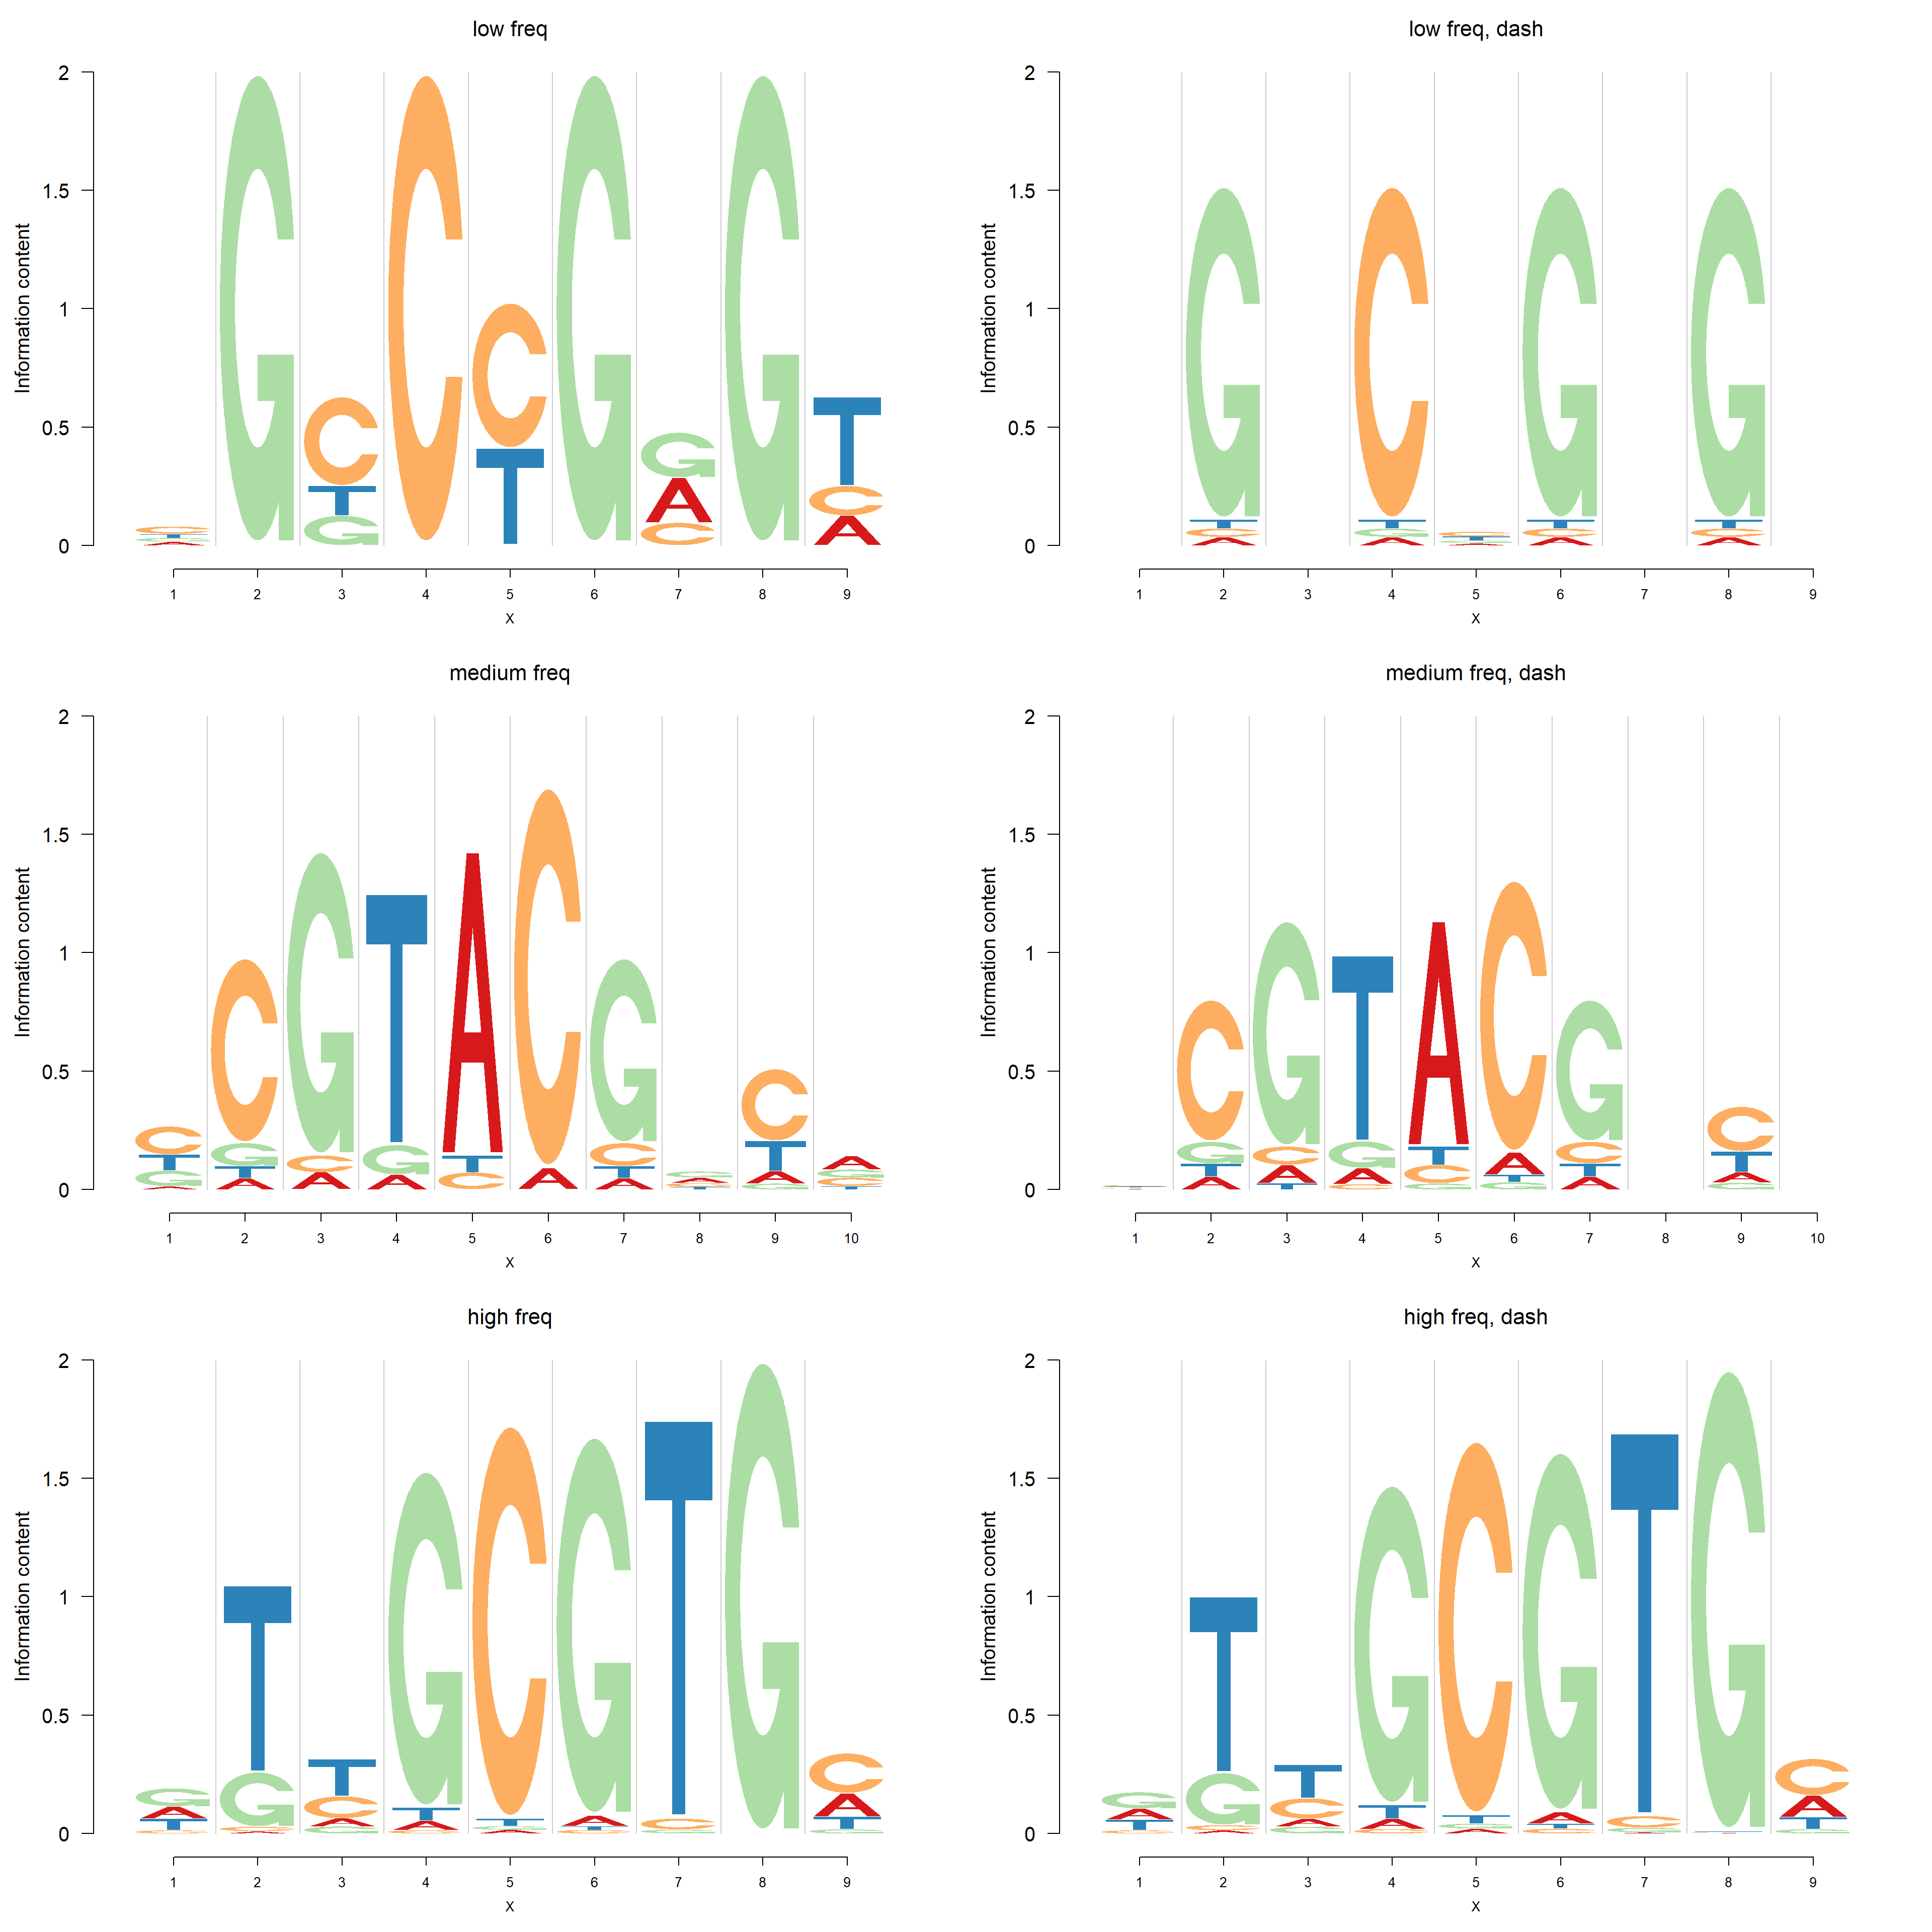 low freq
Information content
2
1.5
1
0.5
0
C G C C C G G G T
T T T A C
G G C A
A
1 2 3 4 5 6 7 8 9
X
low freq, dash
Information content
2
1.5
1
0.5
0
G C C G G
T T T T T
C G G C C
A A A A A
1 2 3 4 5 6 7 8 9
X
medium freq
Information content
2
1.5
1
0.5
0
C C G T A C G G C A
T G C G T A C A T G
G T A A C T C A C
A A A T G T
1 2 3 4 5 6 7 8 9 10
X
medium freq, dash
Information content
2
1.5
1
0.5
0
C G T A C G C
G C G T A C T
T A A C T T A
A T C G G A G
1 2 3 4 5 6 7 8 9 10
X
high freq
Information content
2
1.5
1
0.5
0
G T T G C G T G C
A G C T T A C A
T C A A G T G T
C A G C A C G
1 2 3 4 5 6 7 8 9
X
high freq, dash
Information content
2
1.5
1
0.5
0
G T T G C G T G C
A G C T T A C A
T C A A G T G T
C A G C A C G
1 2 3 4 5 6 7 8 9
X